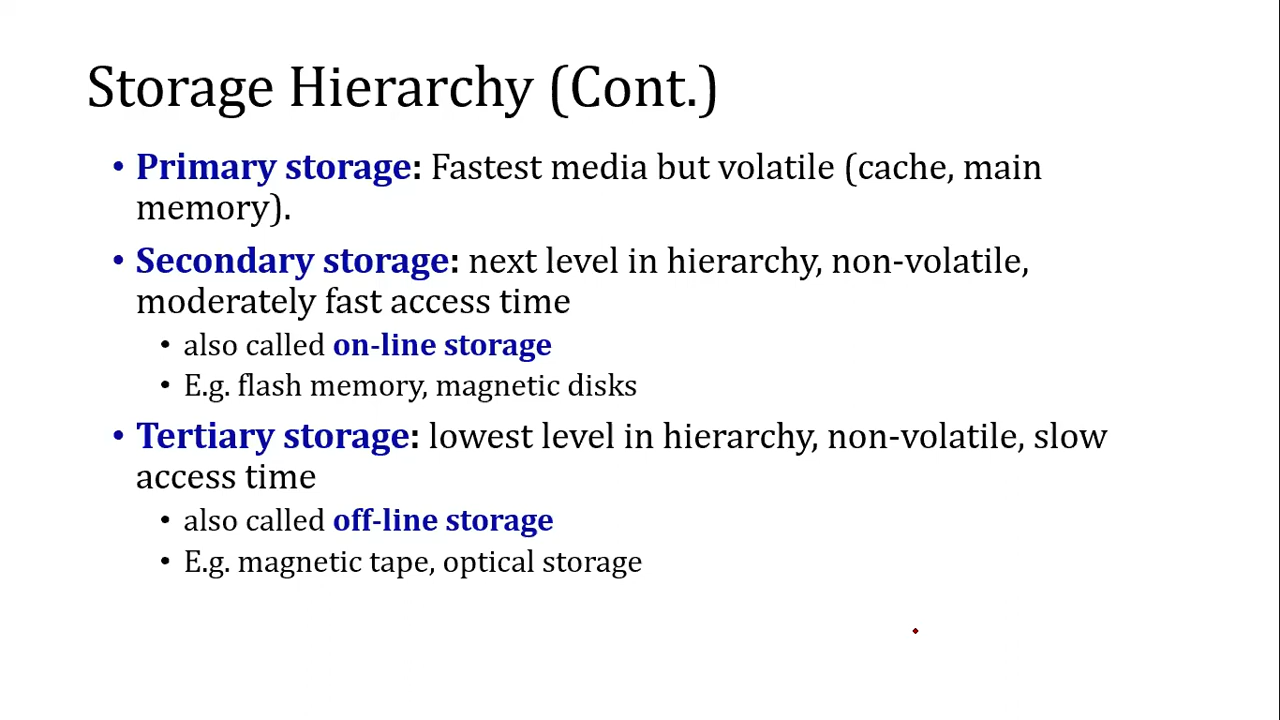 Storage Hierarchy (Cont.)
• Primary storage: Fastest media but volatile (cache, main
memory).
• Secondary storage: next level in hierarchy, non-volatile,
moderately fast access time
• also called on-line storage
• E.g. flash memory, magnetic disks
• Tertiary storage: lowest level in hierarchy, non-volatile, slow
access time
• also called off-line storage
• E.g. magnetic tape, optical storage